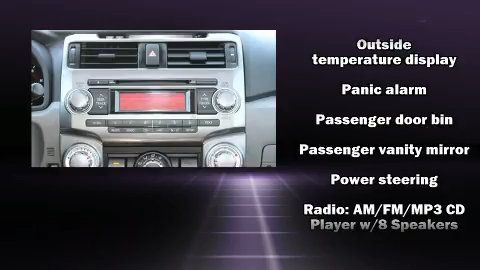 Outside
temperature display
Panic alarm
Passenger door bin
Passenger vanity mirror
Power steering
Radio: AM/FM/MP3 CD
Player w/8 Speakers